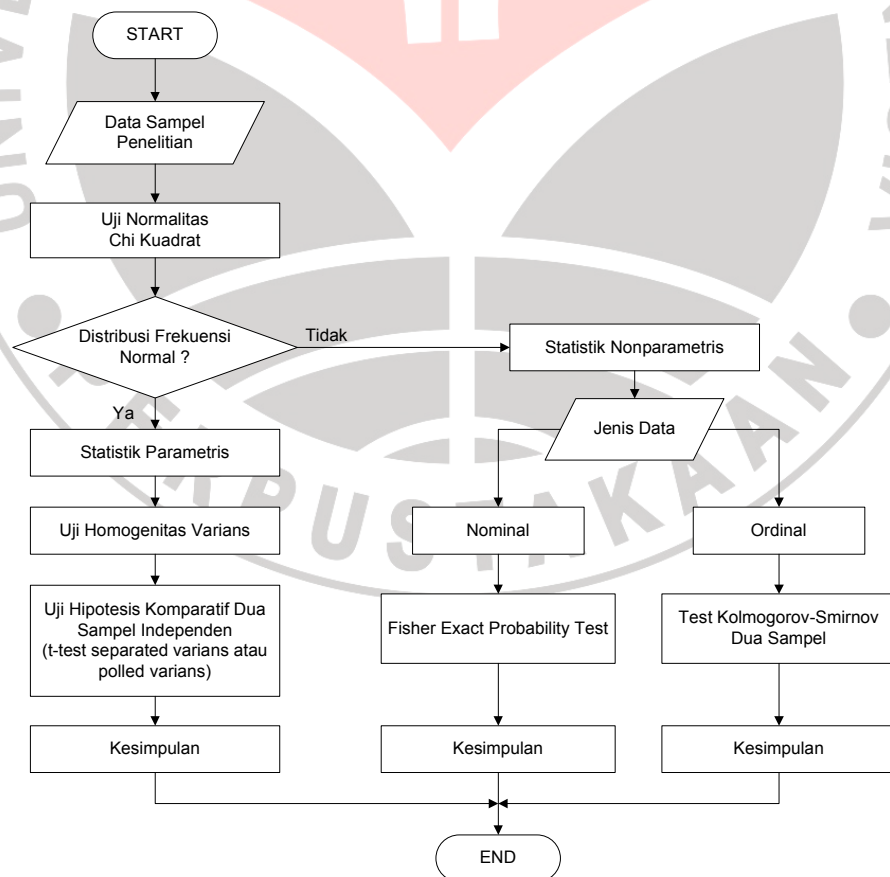 START
Data Sampel
Penelitian
Uji Normalitas
Chi Kuadrat
Distribusi Frekuensi
Normal ?
Tidak
Ya
Statistik Nonparametris
Jenis Data
Statistik Parametris
Uji Homogenitas Varians
Nominal
Ordinal
Uji Hipotesis Komparatif Dua
Sampel Independen
(t-test separated varians atau
polled varians)
Fisher Exact Probability Test
Test Kolmogorov-Smirnov
Dua Sampel
Kesimpulan
Kesimpulan
Kesimpulan
END
PUSTAKAAN